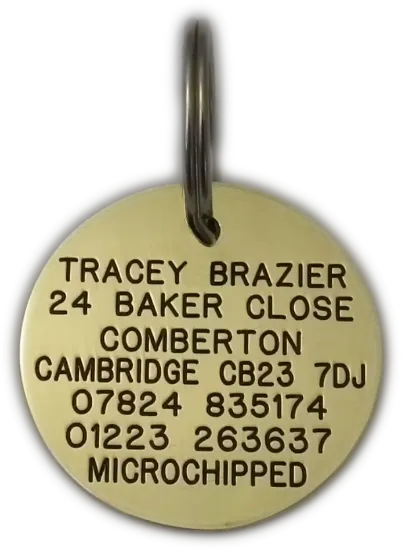 TRACEY BRAZIER
24 BAKER CLOSE
COMBERTON
CAMBRIDGE CB23 7DJ
07824 835174
01223 263637
MICROCHIPPED